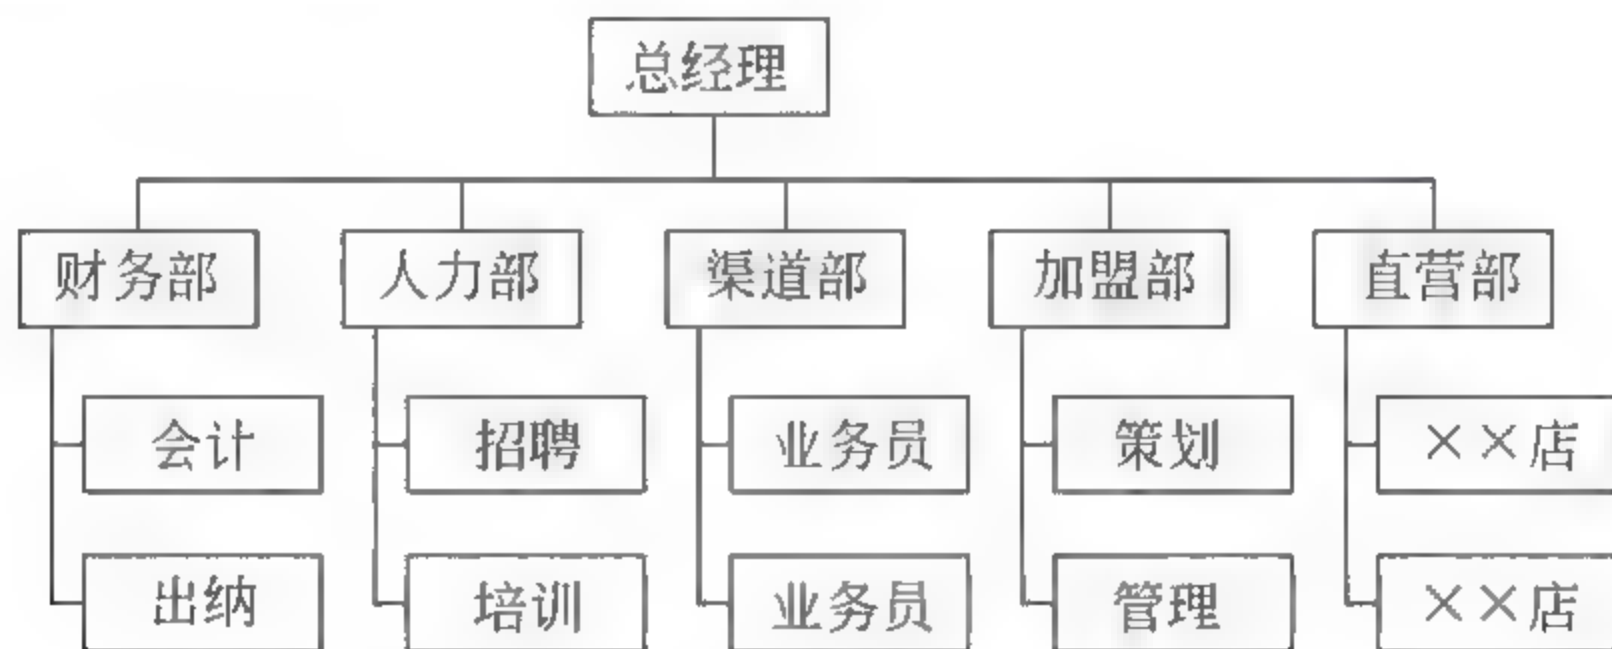 总经理
财务部 人力部 渠道部 加盟部 直营部
会计 招聘 业务员 策划 ××店
出纳 培训 业务员 管理 ××店